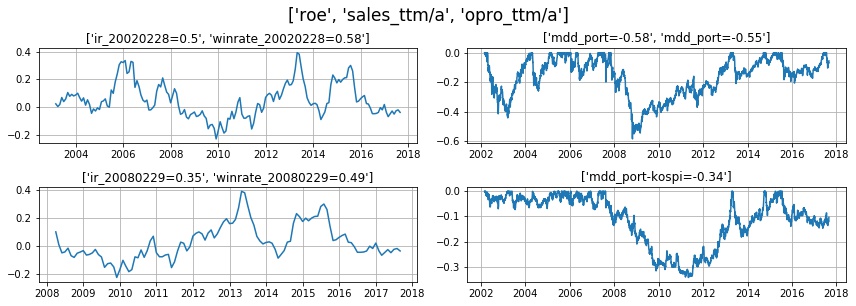 ['roe', 'sales_ttm/a', 'opro_ttm/a']
['ir_20020228=0.5', 'winrate_20020228=0.58']
0.4
0.2
0.0
−0.2
2004 2006 2008 2010 2012 2014 2016 2018
['mdd_port=-0.58', 'mdd_port=-0.55']
0.0
−0.2
−0.4
−0.6
2002 2004 2006 2008 2010 2012 2014 2016 2018
['ir_20080229=0.35', 'winrate_20080229=0.49']
0.4
0.2
0.0
−0.2
2008 2009 2010 2011 2012 2013 2014 2015 2016 2017 2018
['mdd_port-kospi=-0.34']
0.0
−0.1
−0.2
−0.3
2002 2004 2006 2008 2010 2012 2014 2016 2018